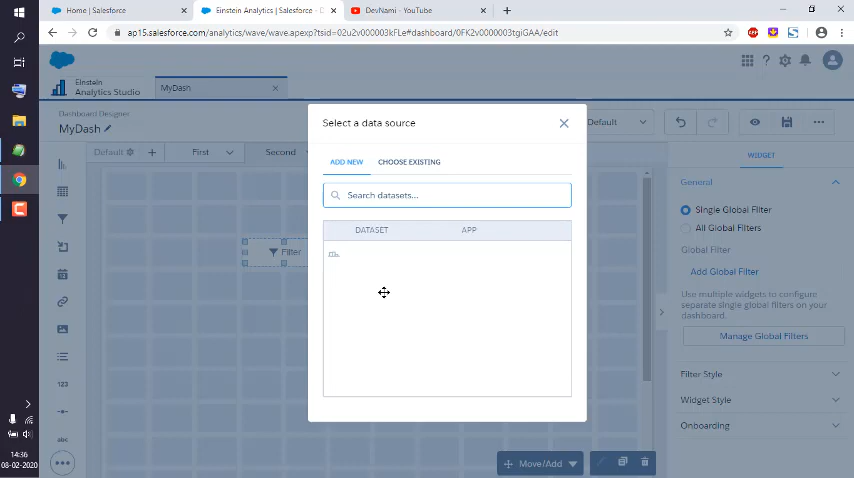 Home | Salesforce
Einstein Analytics | Salesforce - D
DevNami - YouTube
ap15.salesforce.com/analytics/wave/wave.apexp?tsid=02u2v000003kFLe#dashboard/0FK2v0000003tgiGAA/edit
Einstein
Analytics Studio
MyDash
Dashboard Designer
MyDash
Default
Default
First
Second
Filter
Select a data source
ADD NEW
CHOOSE EXISTING
Search datasets...
DATASET
APP
WIDGET
General
Single Global Filter
All Global Filters
Global Filter
Add Global Filter
Use multiple widgets to configure
separate single global filters on your
dashboard.
Manage Global Filters
Filter Style
Widget Style
Onboarding
123
abc
Move/Add
14:36
08-02-2020